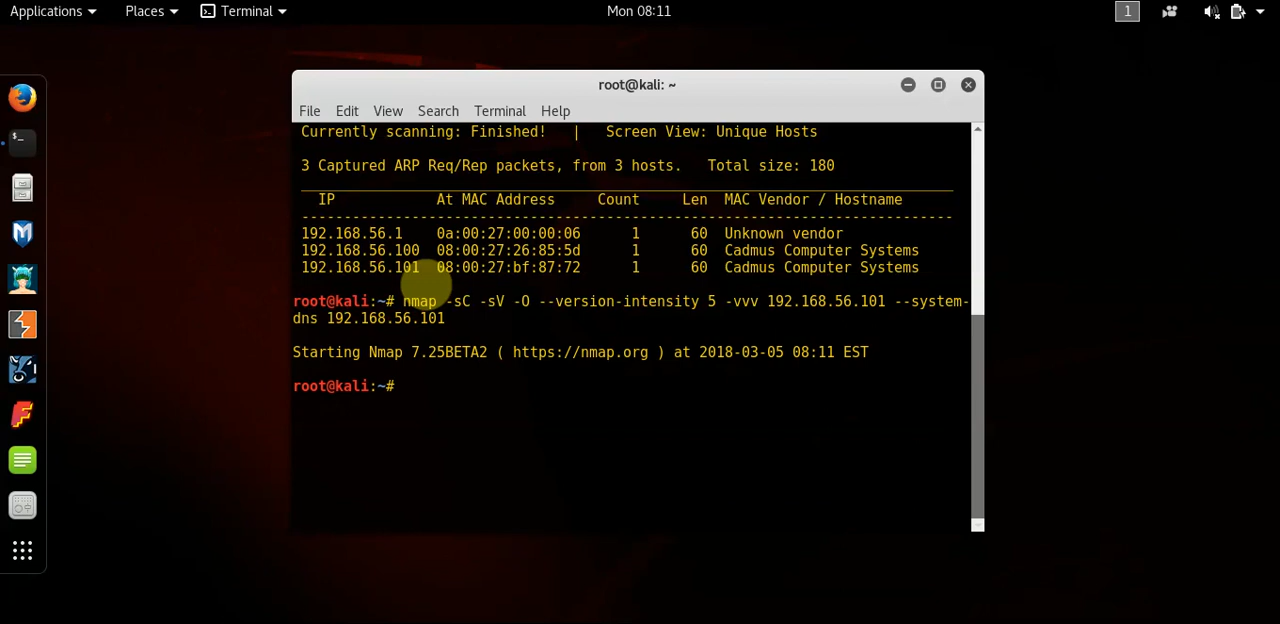 Applications Places Terminal Mon 08:11 1
root@kali: ~
File Edit View Search Terminal Help
Currently scanning: Finished! | Screen View: Unique Hosts
3 Captured ARP Req/Rep packets, from 3 hosts. Total size: 180
_____________________________________________________________________________
IP At MAC Address Count Len MAC Vendor / Hostname
-----------------------------------------------------------------------------
192.168.56.1 0a:00:27:00:00:06 1 60 Unknown vendor
192.168.56.100 08:00:27:26:85:5d 1 60 Cadmus Computer Systems
192.168.56.101 08:00:27:bf:87:72 1 60 Cadmus Computer Systems
root@kali:~# nmap -sC -sV -O --version-intensity 5 -vvv 192.168.56.101 --system-
dns 192.168.56.101
Starting Nmap 7.25BETA2 ( https://nmap.org ) at 2018-03-05 08:11 EST
root@kali:~#